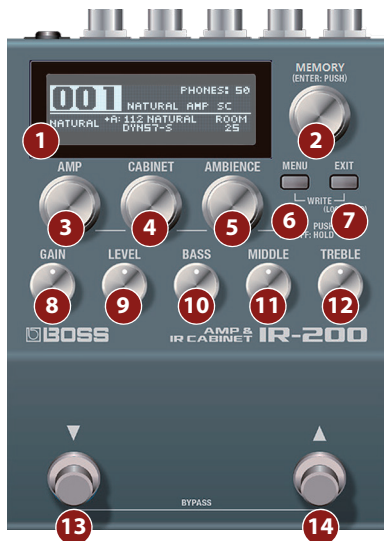 MEMORY
(ENTER: PUSH)
001
PHONES: 50
NATURAL AMP SC
NATURAL
*A: 112 NATURAL
DYN57-S
ROOM
25
1
2
AMP
CABINET
AMBIENCE
MENU
EXIT
WRITE
3
4
5
6
7
PUSH
HOLD
GAIN
LEVEL
BASS
MIDDLE
TREBLE
8
9
10
11
12
BOSS
AMP &
IR CABINET
IR-200
▼
▲
BYPASS
13
14